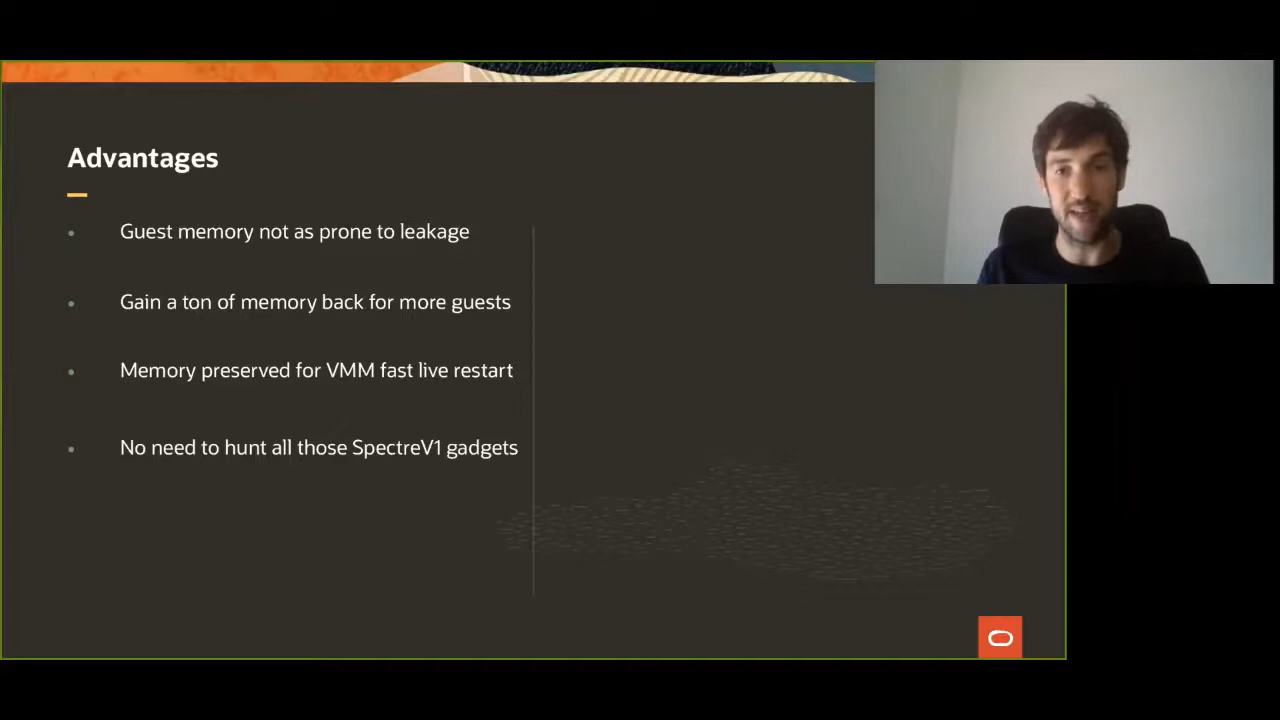 Advantages
Guest memory not as prone to leakage
Gain a ton of memory back for more guests
Memory preserved for VMM fast live restart
No need to hunt all those SpectreV1 gadgets